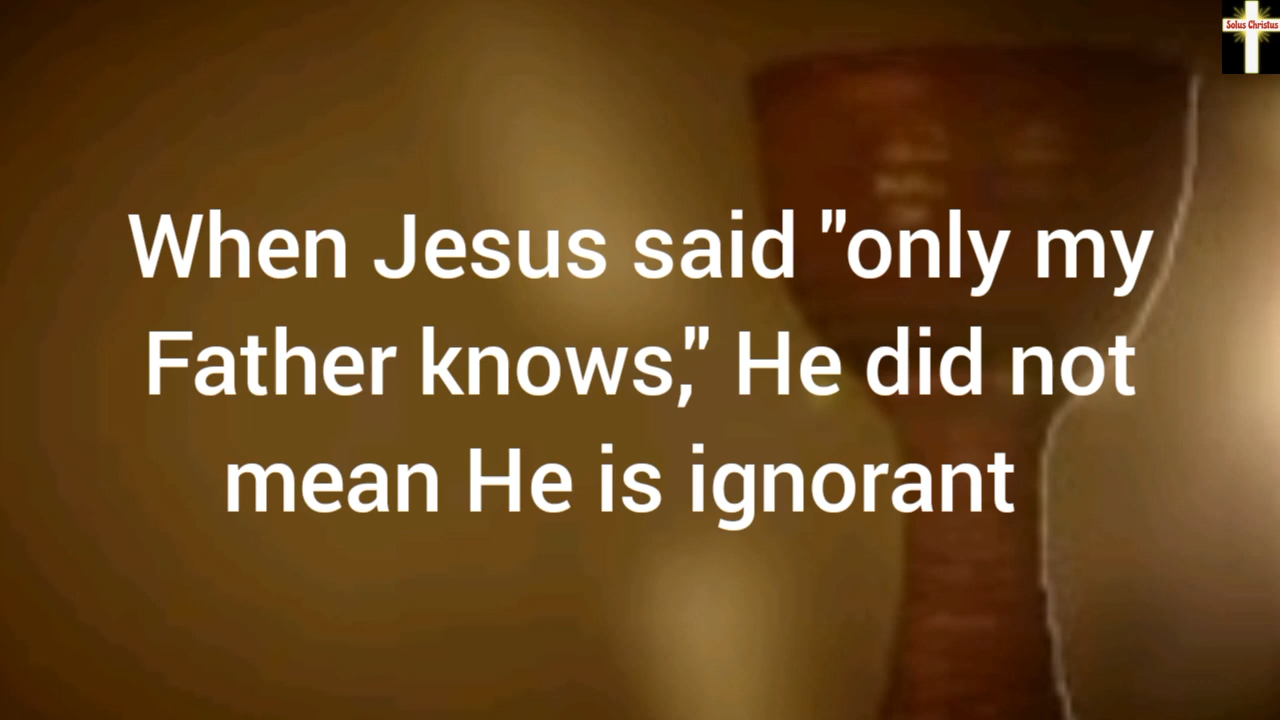 Solus Christus
When Jesus said "only my
Father knows," He did not
mean He is ignorant